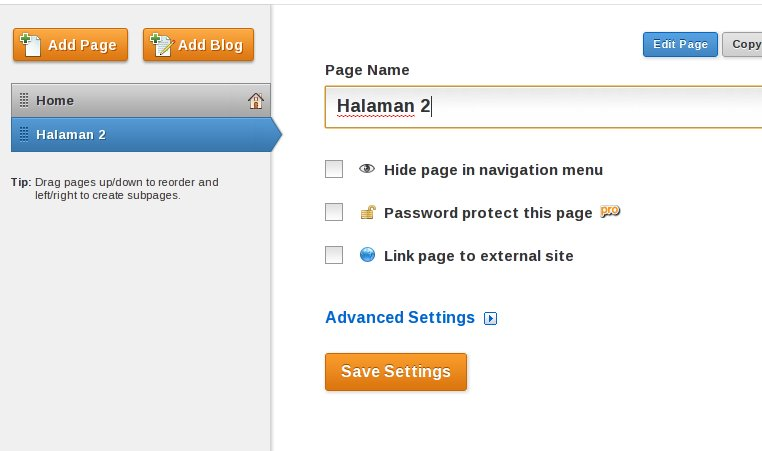 Add Page
Add Blog
Home
Halaman 2
Tip: Drag pages up/down to reorder and
left/right to create subpages.
Edit Page
Copy
Page Name
Halaman 2
Hide page in navigation menu
Password protect this page pro
Link page to external site
Advanced Settings
Save Settings